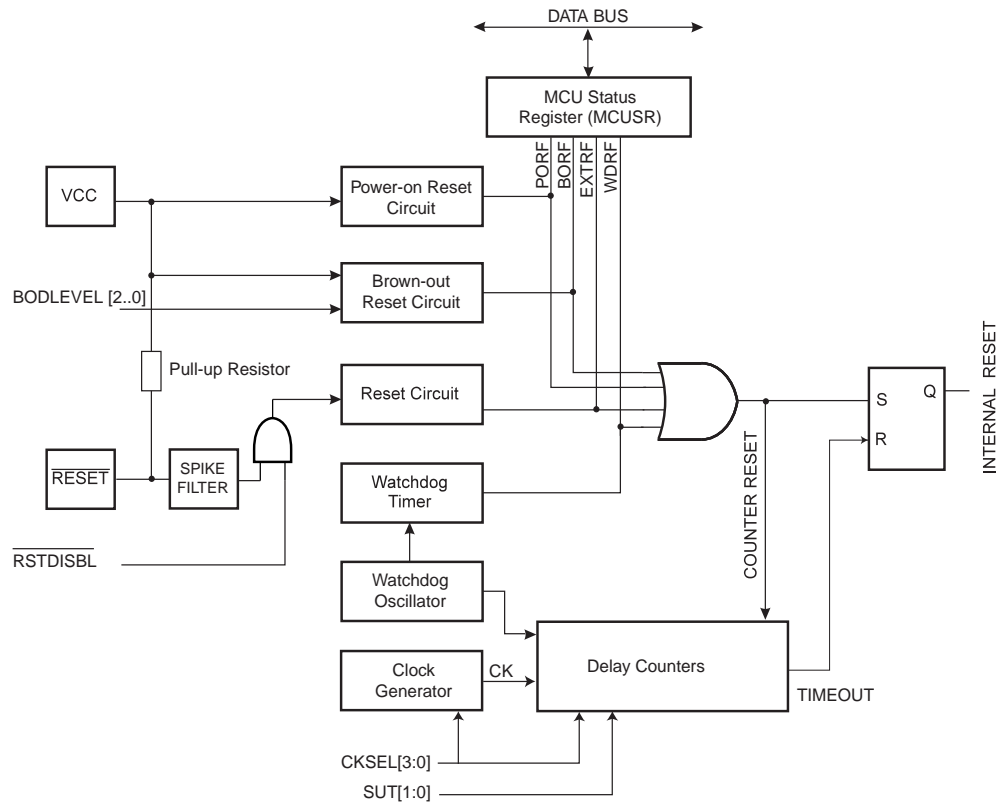 DATA BUS
MCU Status
Register (MCUSR)
PORF
BORF
EXTRF
WDRF
VCC
Power-on Reset
Circuit
Brown-out
Reset Circuit
BODLEVEL [2..0]
Pull-up Resistor
Reset Circuit
S
Q
R
INTERNAL RESET
RESET
SPIKE
FILTER
Watchdog
Timer
COUNTER RESET
RSTDISBL
Watchdog
Oscillator
Clock
Generator
CK
Delay Counters
TIMEOUT
CKSEL[3:0]
SUT[1:0]